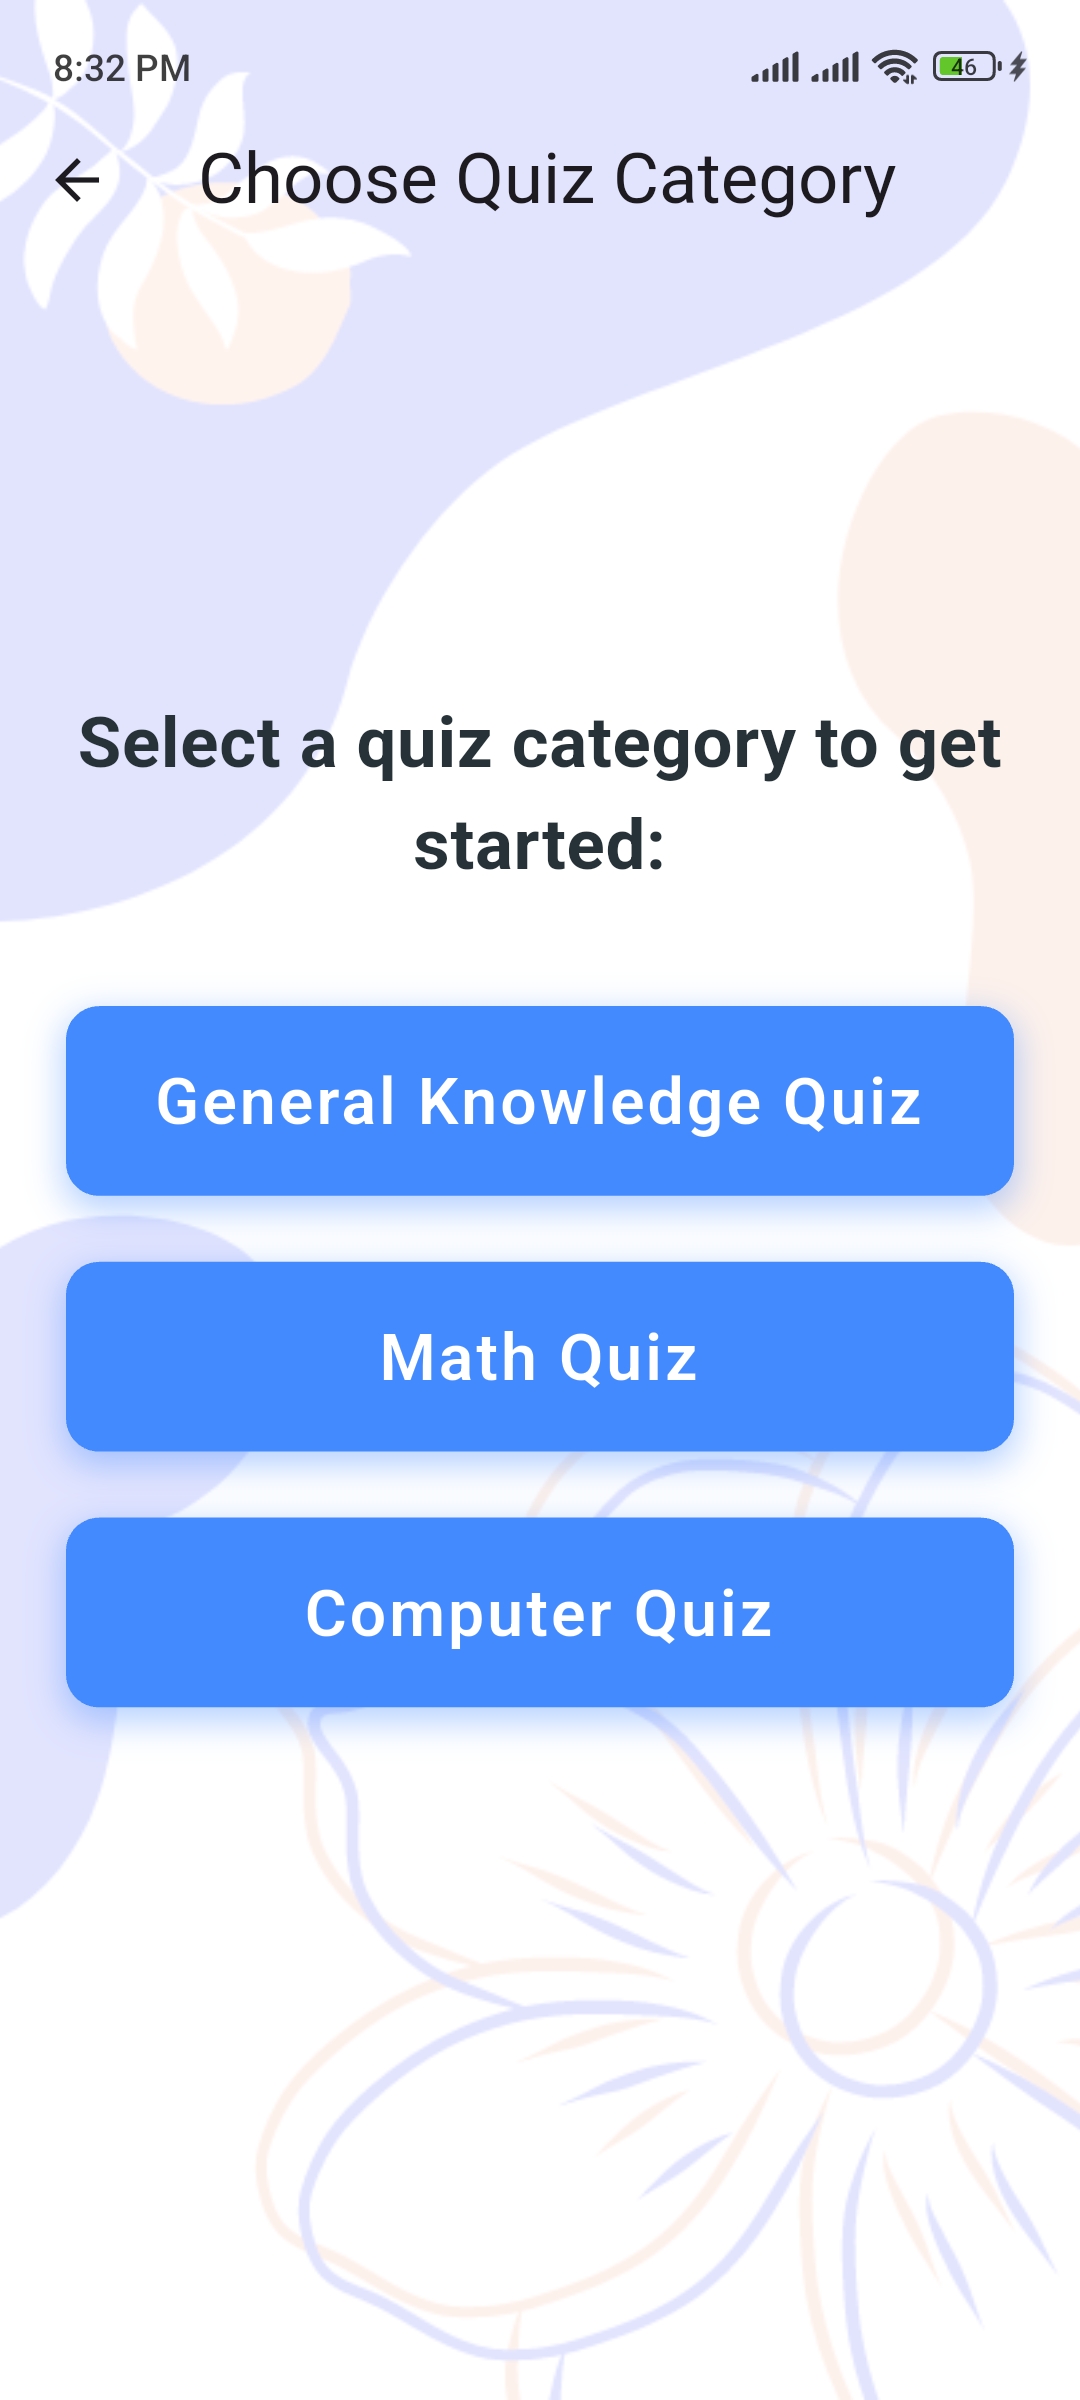 8:32 PM
46
Choose Quiz Category
Select a quiz category to get
started:
General Knowledge Quiz
Math Quiz
Computer Quiz